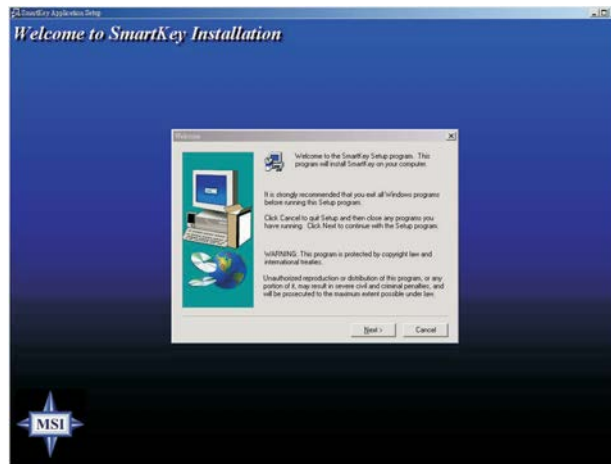 SmartKey Application Setup
Welcome to SmartKey Installation
Welcome
Welcome to the SmartKey Setup program. This
program will install SmartKey on your computer.
It is strongly recommended that you exit all Windows programs
before running this Setup program.
Click Cancel to quit Setup and then close any programs you
have running. Click Next to continue with the Setup program.
WARNING: This program is protected by copyright law and
international treaties.
Unauthorized reproduction or distribution of this program, or any
portion of it, may result in severe civil and criminal penalties, and
will be prosecuted to the maximum extent possible under law.
Next >
Cancel
MSI